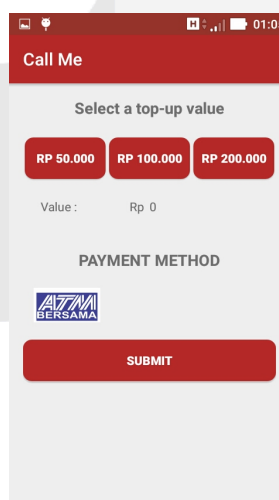 H 01:0
Call Me
Select a top-up value
RP 50.000 RP 100.000 RP 200.000
Value : Rp 0
PAYMENT METHOD
ATM
BERSAMA
SUBMIT